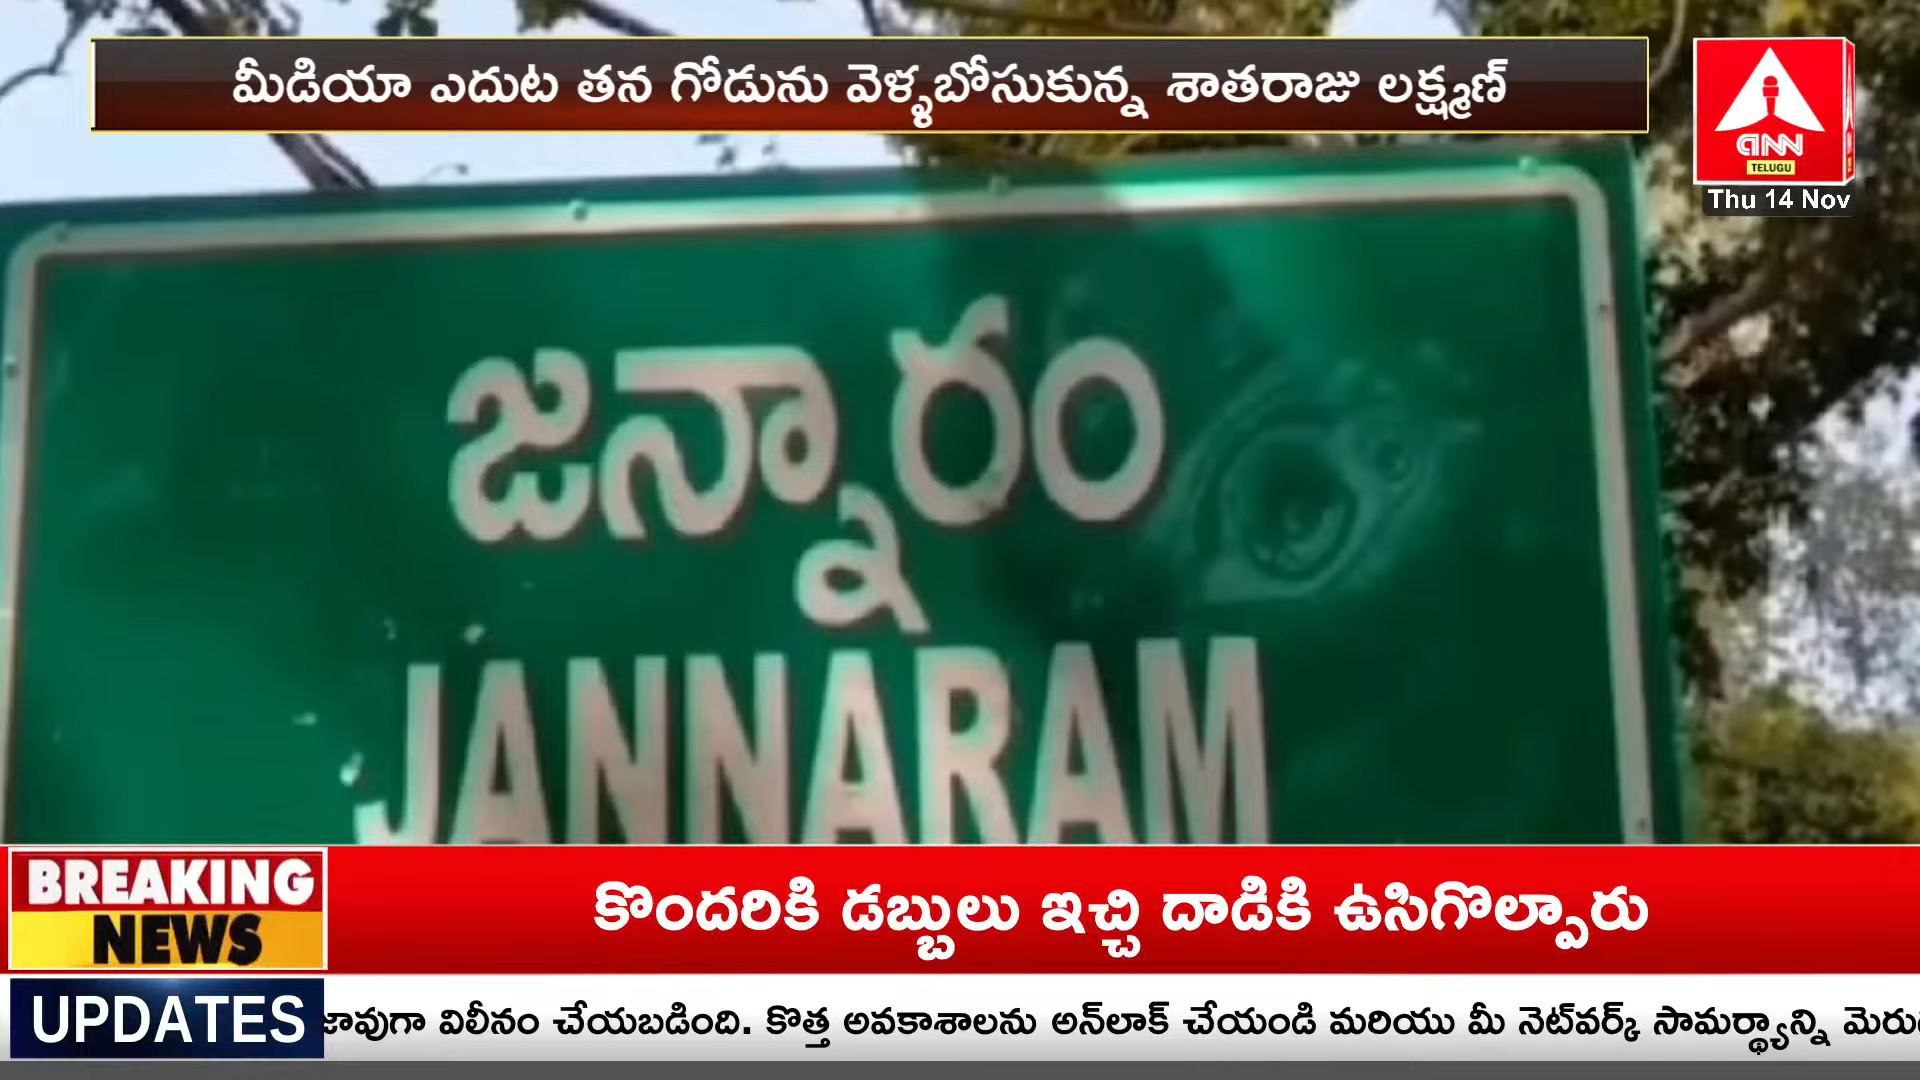 మీడియా ఎదుట తన గోడును వెళ్ళబోసుకున్న శాతరాజు లక్ష్మణ్
ANN
TELUGU
Thu 14 Nov
జన్నారం
JANNARAM
BREAKING
NEWS
కొందరికి డబ్బులు ఇచ్చి దాడికి ఉసిగొల్పారు
UPDATES
జావుగా విలీనం చేయబడింది. కొత్త అవకాశాలను అన్‌లాక్ చేయండి మరియు మీ నెట్‌వర్క్ సామర్థ్యాన్ని